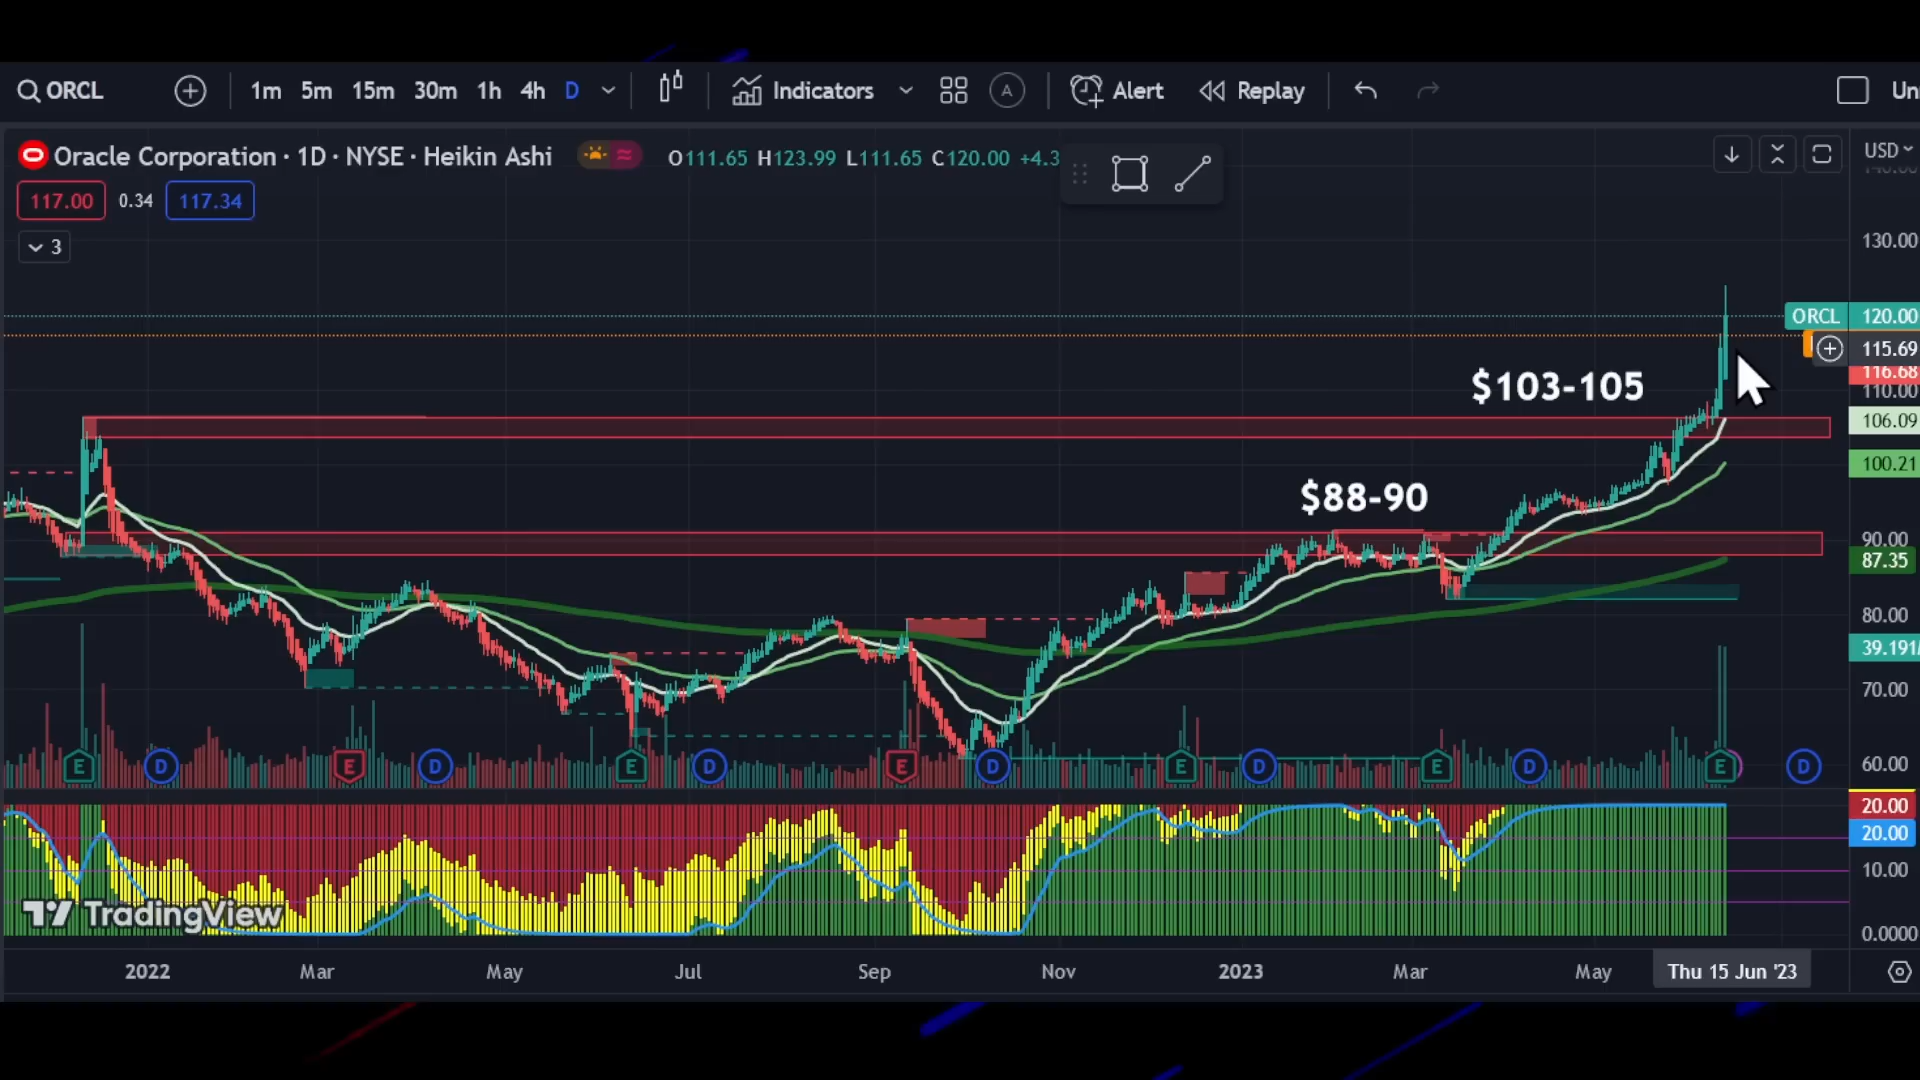 ORCL 1m 5m 15m 30m 1h 4h D Indicators A Alert Replay Un
Oracle Corporation · 1D · NYSE · Heikin Ashi O111.65 H123.99 L111.65 C120.00 +4.3 USD
117.00 0.34 117.34
3
130.00
ORCL 120.00
115.69
116.68
$103-105
110.00
106.09
100.21
$88-90
90.00
87.35
80.00
39.191
70.00
E D E D E D E D E D E D E D
60.00
20.00
20.00
10.00
TradingView
0.0000
2022 Mar May Jul Sep Nov 2023 Mar May Thu 15 Jun '23